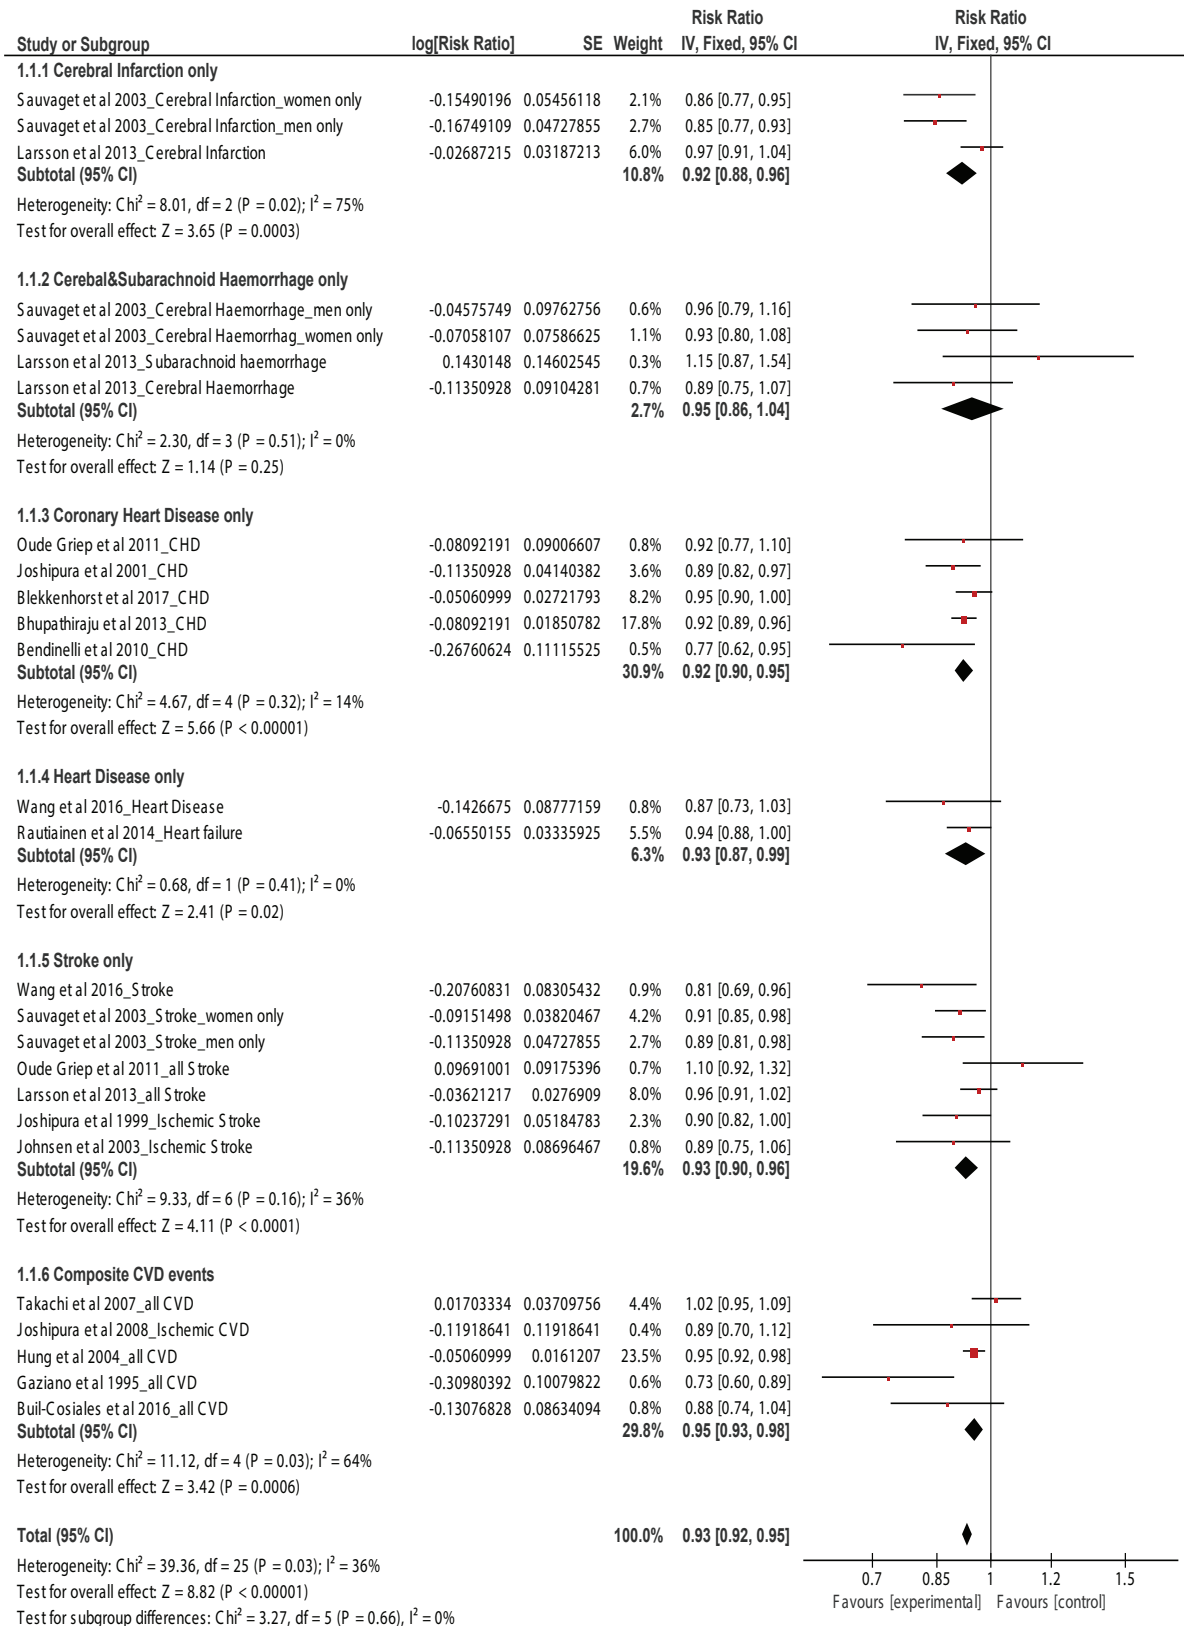 Risk Ratio Risk Ratio
Study or Subgroup log[Risk Ratio] SE Weight IV, Fixed, 95% CI IV, Fixed, 95% CI
1.1.1 Cerebral Infarction only
Sauvaget et al 2003_Cerebral Infarction_women only -0.15490196 0.05456118 2.1% 0.86 [0.77, 0.95]
Sauvaget et al 2003_Cerebral Infarction_men only -0.16749109 0.04727855 2.7% 0.85 [0.77, 0.93]
Larsson et al 2013_Cerebral Infarction -0.02687215 0.03187213 6.0% 0.97 [0.91, 1.04]
Subtotal (95% CI) 10.8% 0.92 [0.88, 0.96]
Heterogeneity: Chi² = 8.01, df = 2 (P = 0.02); I² = 75%
Test for overall effect: Z = 3.65 (P = 0.0003)
1.1.2 Cerebal&Subarachnoid Haemorrhage only
Sauvaget et al 2003_Cerebral Haemorrhage_men only -0.04575749 0.09762756 0.6% 0.96 [0.79, 1.16]
Sauvaget et al 2003_Cerebral Haemorrhag_women only -0.07058107 0.07586625 1.1% 0.93 [0.80, 1.08]
Larsson et al 2013_Subarachnoid haemorrhage 0.1430148 0.14602545 0.3% 1.15 [0.87, 1.54]
Larsson et al 2013_Cerebral Haemorrhage -0.11350928 0.09104281 0.7% 0.89 [0.75, 1.07]
Subtotal (95% CI) 2.7% 0.95 [0.86, 1.04]
Heterogeneity: Chi² = 2.30, df = 3 (P = 0.51); I² = 0%
Test for overall effect: Z = 1.14 (P = 0.25)
1.1.3 Coronary Heart Disease only
Oude Griep et al 2011_CHD -0.08092191 0.09006607 0.8% 0.92 [0.77, 1.10]
Joshipura et al 2001_CHD -0.11350928 0.04140382 3.6% 0.89 [0.82, 0.97]
Blekkenhorst et al 2017_CHD -0.05060999 0.02721793 8.2% 0.95 [0.90, 1.00]
Bhupathiraju et al 2013_CHD -0.08092191 0.01850782 17.8% 0.92 [0.89, 0.96]
Bendinelli et al 2010_CHD -0.26760624 0.11115525 0.5% 0.77 [0.62, 0.95]
Subtotal (95% CI) 30.9% 0.92 [0.90, 0.95]
Heterogeneity: Chi² = 4.67, df = 4 (P = 0.32); I² = 14%
Test for overall effect: Z = 5.66 (P < 0.00001)
1.1.4 Heart Disease only
Wang et al 2016_Heart Disease -0.1426675 0.08777159 0.8% 0.87 [0.73, 1.03]
Rautiainen et al 2014_Heart failure -0.06550155 0.03335925 5.5% 0.94 [0.88, 1.00]
Subtotal (95% CI) 6.3% 0.93 [0.87, 0.99]
Heterogeneity: Chi² = 0.68, df = 1 (P = 0.41); I² = 0%
Test for overall effect: Z = 2.41 (P = 0.02)
1.1.5 Stroke only
Wang et al 2016_Stroke -0.20760831 0.08305432 0.9% 0.81 [0.69, 0.96]
Sauvaget et al 2003_Stroke_women only -0.09151498 0.03820467 4.2% 0.91 [0.85, 0.98]
Sauvaget et al 2003_Stroke_men only -0.11350928 0.04727855 2.7% 0.89 [0.81, 0.98]
Oude Griep et al 2011_all Stroke 0.09691001 0.09175396 0.7% 1.10 [0.92, 1.32]
Larsson et al 2013_all Stroke -0.03621217 0.0276909 8.0% 0.96 [0.91, 1.02]
Joshipura et al 1999_Ischemic Stroke -0.10237291 0.05184783 2.3% 0.90 [0.82, 1.00]
Johnsen et al 2003_Ischemic Stroke -0.11350928 0.08696467 0.8% 0.89 [0.75, 1.06]
Subtotal (95% CI) 19.6% 0.93 [0.90, 0.96]
Heterogeneity: Chi² = 9.33, df = 6 (P = 0.16); I² = 36%
Test for overall effect: Z = 4.11 (P < 0.0001)
1.1.6 Composite CVD events
Takachi et al 2007_all CVD 0.01703334 0.03709756 4.4% 1.02 [0.95, 1.09]
Joshipura et al 2008_Ischemic CVD -0.11918641 0.11918641 0.4% 0.89 [0.70, 1.12]
Hung et al 2004_all CVD -0.05060999 0.0161207 23.5% 0.95 [0.92, 0.98]
Gaziano et al 1995_all CVD -0.30980392 0.10079822 0.6% 0.73 [0.60, 0.89]
Buil-Cosiales et al 2016_all CVD -0.13076828 0.08634094 0.8% 0.88 [0.74, 1.04]
Subtotal (95% CI) 29.8% 0.95 [0.93, 0.98]
Heterogeneity: Chi² = 11.12, df = 4 (P = 0.03); I² = 64%
Test for overall effect: Z = 3.42 (P = 0.0006)
Total (95% CI) 100.0% 0.93 [0.92, 0.95]
Heterogeneity: Chi² = 39.36, df = 25 (P = 0.03); I² = 36%
Test for overall effect: Z = 8.82 (P < 0.00001)
Test for subgroup differences: Chi² = 3.27, df = 5 (P = 0.66), I² = 0%
0.7 0.85 1 1.2 1.5
Favours [experimental] Favours [control]